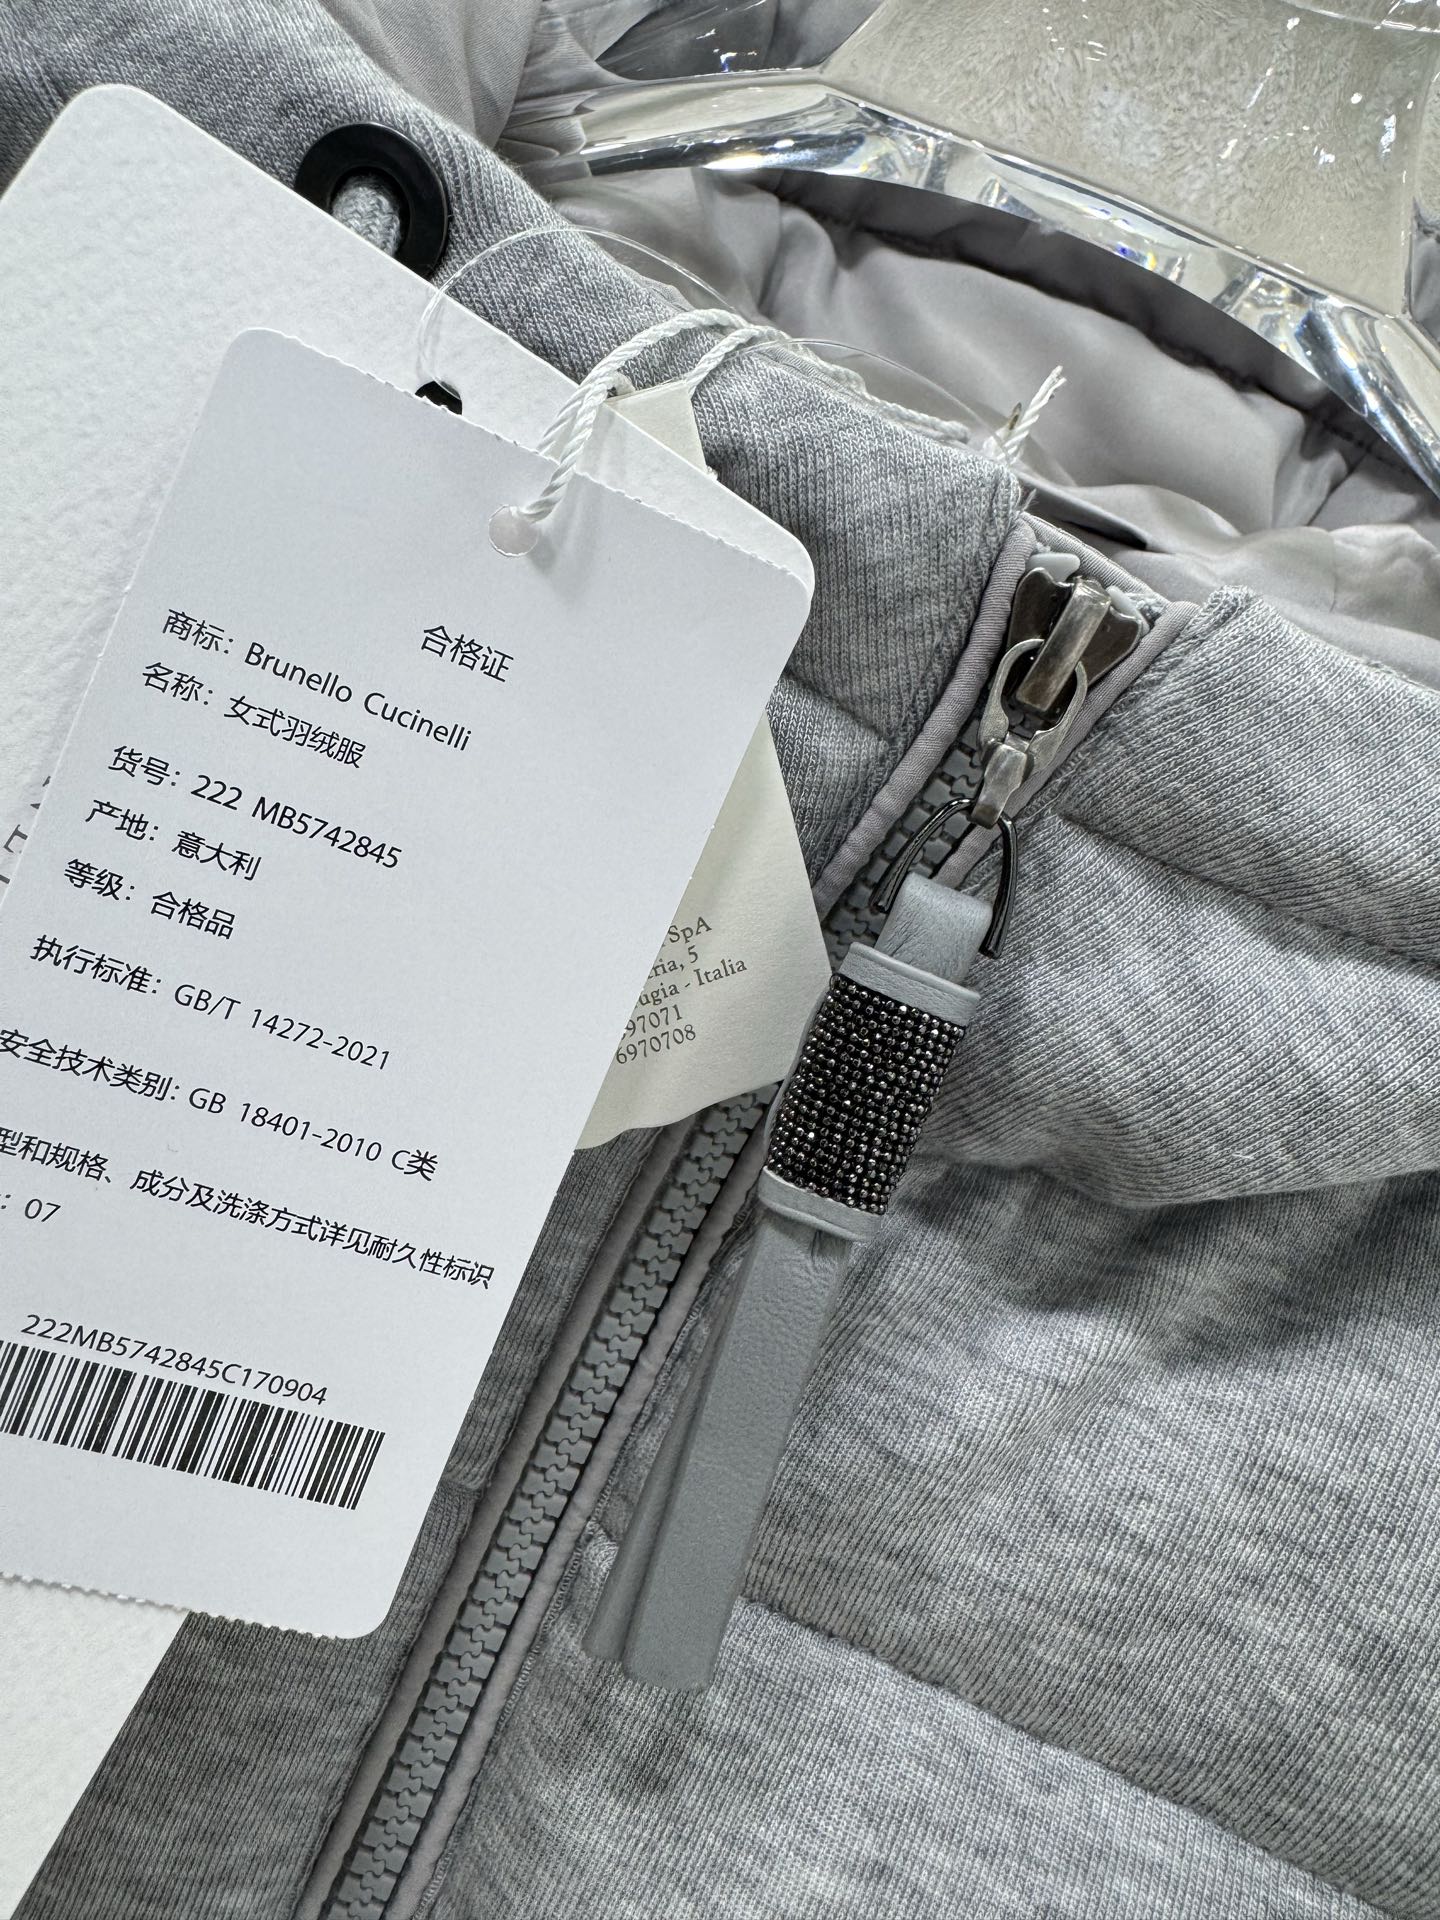 合格证
商标：Brunello Cucinelli
名称：女式羽绒服
货号：222 MB5742845
产地：意大利
等级：合格品
执行标准：GB/T 14272-2021
安全技术类别：GB 18401-2010 C类
型和规格、成分及洗涤方式详见耐久性标识
：07
222MB5742845C170904
SpA
ria, 5
ugia - Italia
97071
6970708